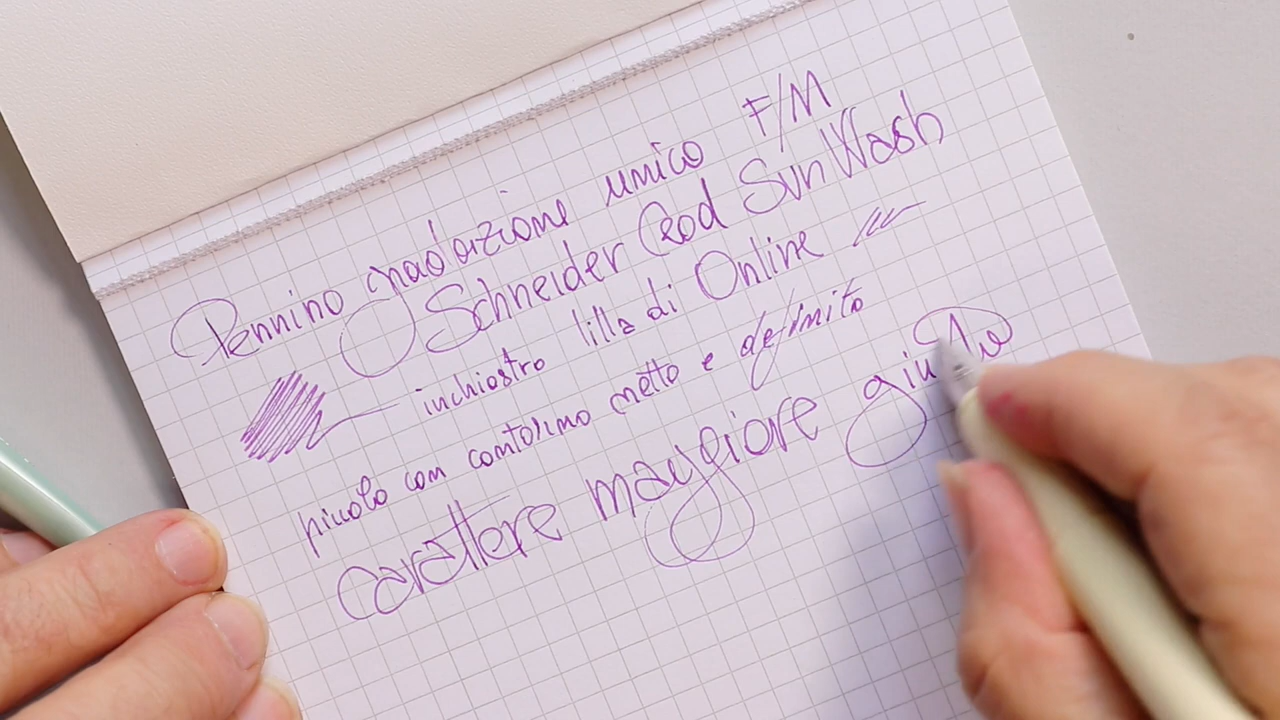 Pennino gradazione unico F/M
Schneider Ceod Sun Wash
inchiostro lilla di Online
piccolo con contorno netto e definito
carattere maggiore